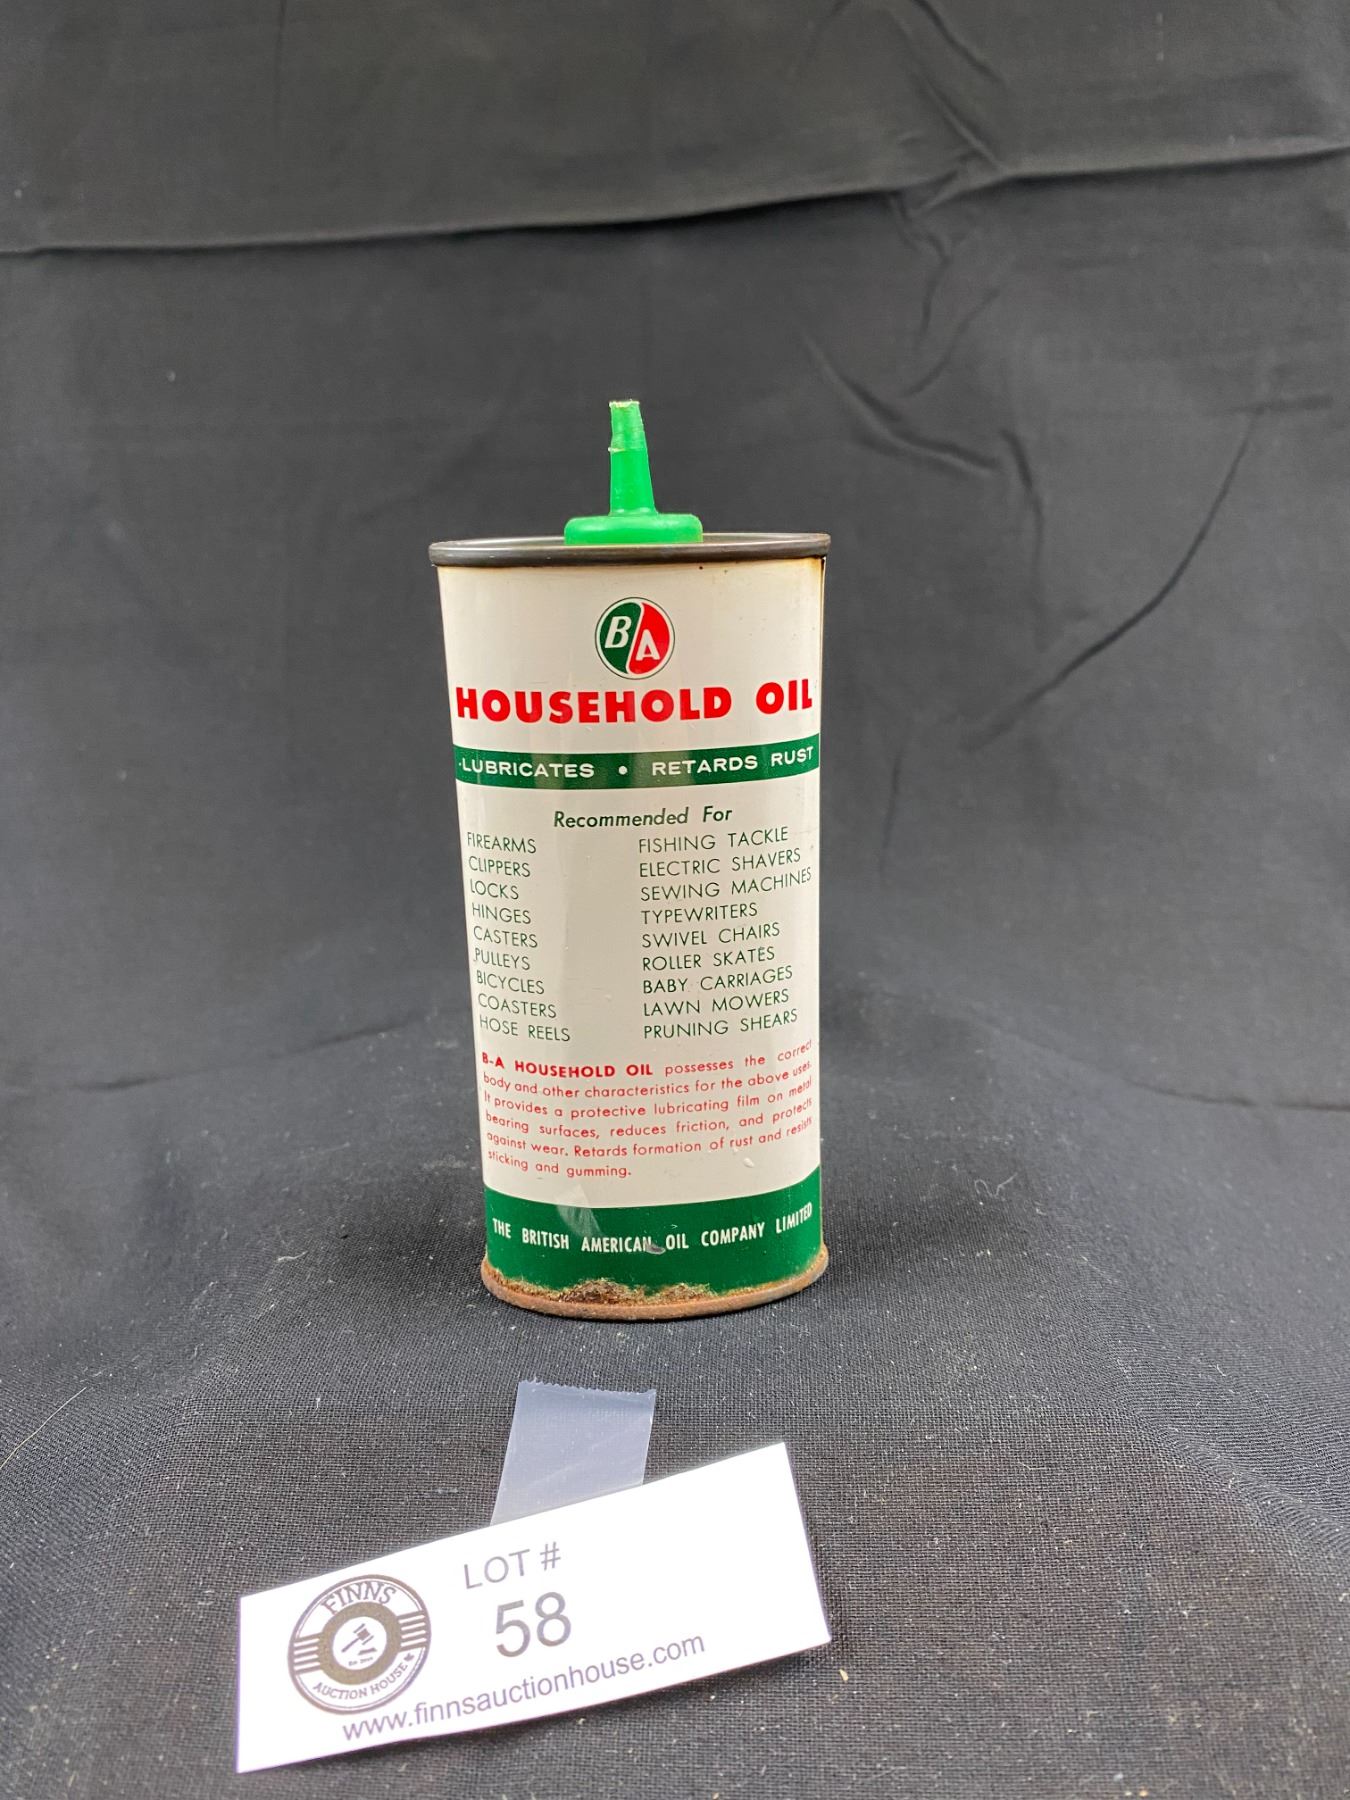 BA
HOUSEHOLD OIL
LUBRICATES • RETARDS RUST
Recommended For
FIREARMS
CLIPPERS
LOCKS
HINGES
CASTERS
PULLEYS
BICYCLES
COASTERS
HOSE REELS
FISHING TACKLE
ELECTRIC SHAVERS
SEWING MACHINES
TYPEWRITERS
SWIVEL CHAIRS
ROLLER SKATES
BABY CARRIAGES
LAWN MOWERS
PRUNING SHEARS
B-A HOUSEHOLD OIL possesses the correct
body and other characteristics for the above uses.
It provides a protective lubricating film on metal
bearing surfaces, reduces friction, and protects
against wear. Retards formation of rust and resists
sticking and gumming.
THE BRITISH AMERICAN OIL COMPANY LIMITED
LOT #
58
FINNS
AUCTION HOUSE
www.finnsauctionhouse.com